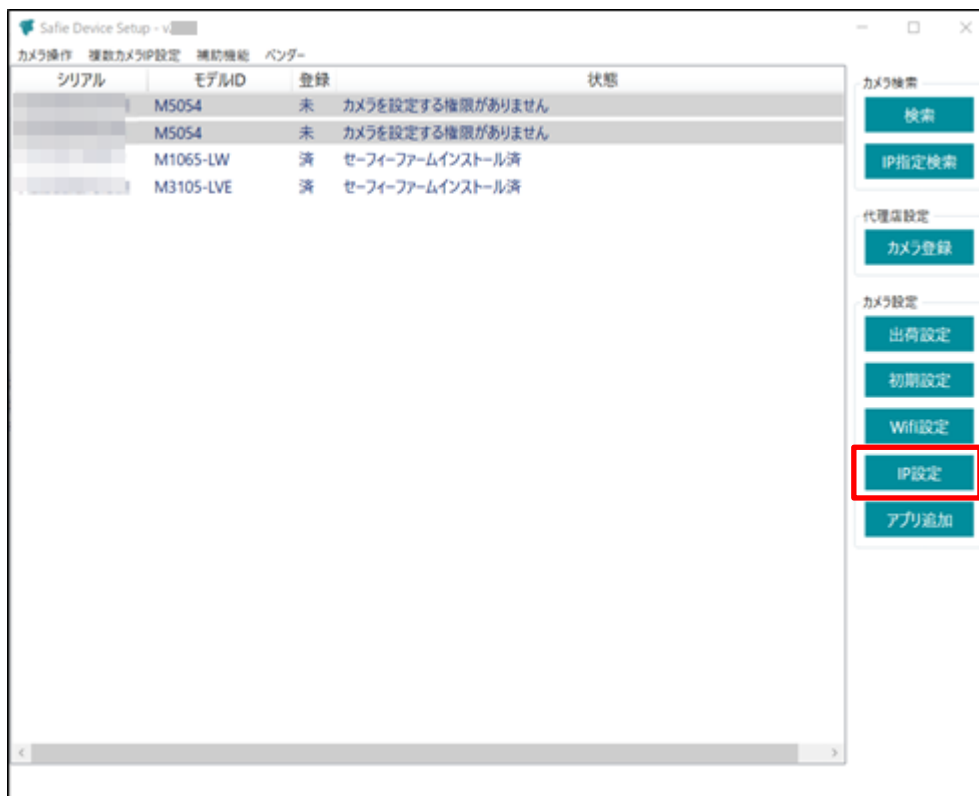 Safie Device Setup - v.
カメラ操作 複数カメラIP設定 補助機能 ベンダー
シリアル モデルID 登録 状態
M5054 未 カメラを設定する権限がありません
M5054 未 カメラを設定する権限がありません
M1065-LW 済 セーフィーファームインストール済
M3105-LVE 済 セーフィーファームインストール済
カメラ検索
検索
IP指定検索
代理店設定
カメラ登録
カメラ設定
出荷設定
初期設定
Wifi設定
IP設定
アプリ追加